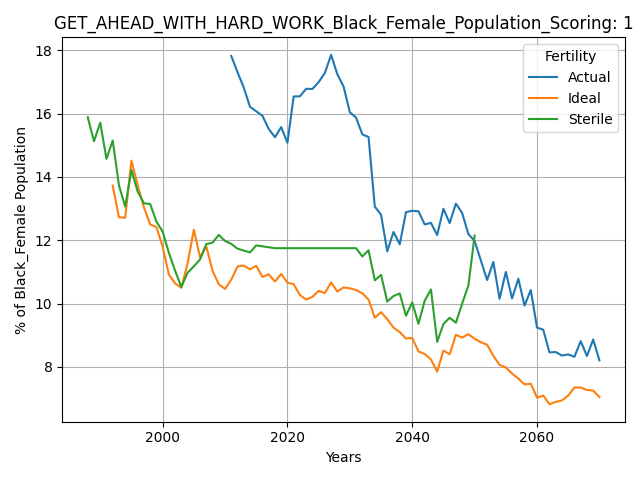 GET_AHEAD_WITH_HARD_WORK_Black_Female_Population_Scoring: 1
18
16
14
12
10
8
% of Black_Female Population
Fertility
Actual
Ideal
Sterile
2000
2020
2040
2060
Years